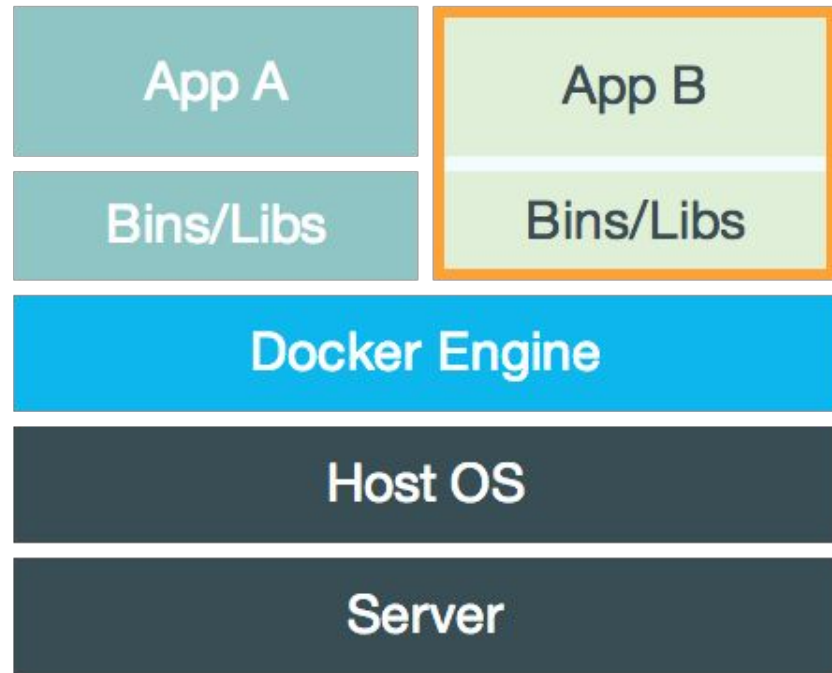 App A
App B
Bins/Libs
Bins/Libs
Docker Engine
Host OS
Server